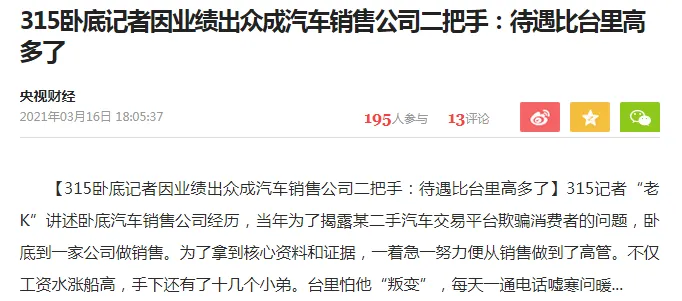 315卧底记者因业绩出众成汽车销售公司二把手：待遇比台里高
多了
央视财经
2021年03月16日 18:05:37
195人参与
13评论
【315卧底记者因业绩出众成汽车销售公司二把手：待遇比台里高多了】315记者“老
K”讲述卧底汽车销售公司经历，当年为了揭露某二手汽车交易平台欺骗消费者的问题，卧
底到一家公司做销售。为了拿到核心资料和证据，一着急一努力便从销售做到了高管。不仅
工资水涨船高，手下还有了十几个小弟。台里怕他“叛变”，每天一通电话嘘寒问暖...